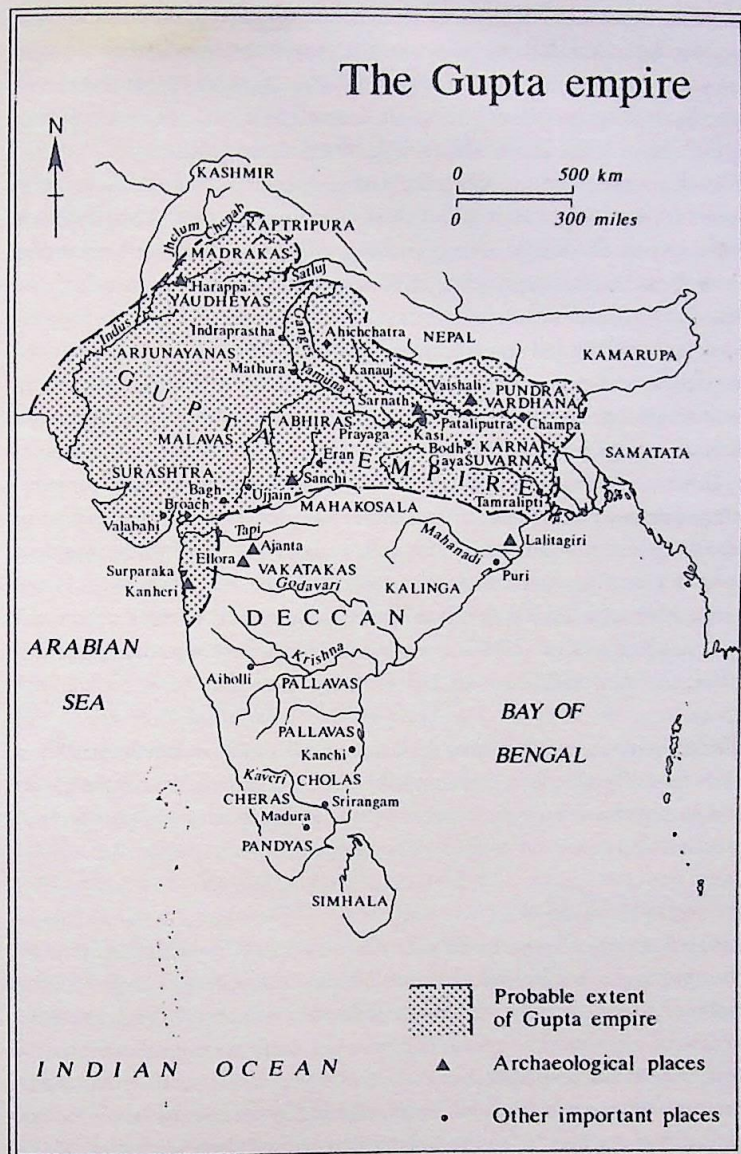 The Gupta empire
N
0 500 km
0 300 miles
KASHMIR
Jhelum
Chenab
KAPTRIPURA
MADRAKAS
Satluj
Harappa
YAUDHEYAS
Indus
Indraprastha
Ganges
Ahichchatra
NEPAL
KAMARUPA
ARJUNAYANAS
Mathura
Yamuna
Kanauj
Vaishali
PUNDRA
VARDHANA
Sarnath
GUPTA
ABHIRAS
Prayaga
Kasi
Pataliputra
Champa
MALAVAS
Eran
Bodh
Gaya
KARNA
SUVARNA
SAMATATA
EMPIRE
SURASHTRA
Bagh
Ujjain
Sanchi
Tamralipti
Valabahi
Broach
MAHAKOSALA
Tapi
Ajanta
Mahanadi
Lalitagiri
Ellora
VAKATAKAS
Puri
Surparaka
Kanheri
Godavari
KALINGA
DECCAN
ARABIAN
SEA
Krishna
Aiholli
PALLAVAS
PALLAVAS
BAY OF
BENGAL
Kanchi
Kaveri
CHOLAS
CHERAS
Srirangam
Madura
PANDYAS
SIMHALA
Probable extent
of Gupta empire
INDIAN OCEAN
Archaeological places
Other important places